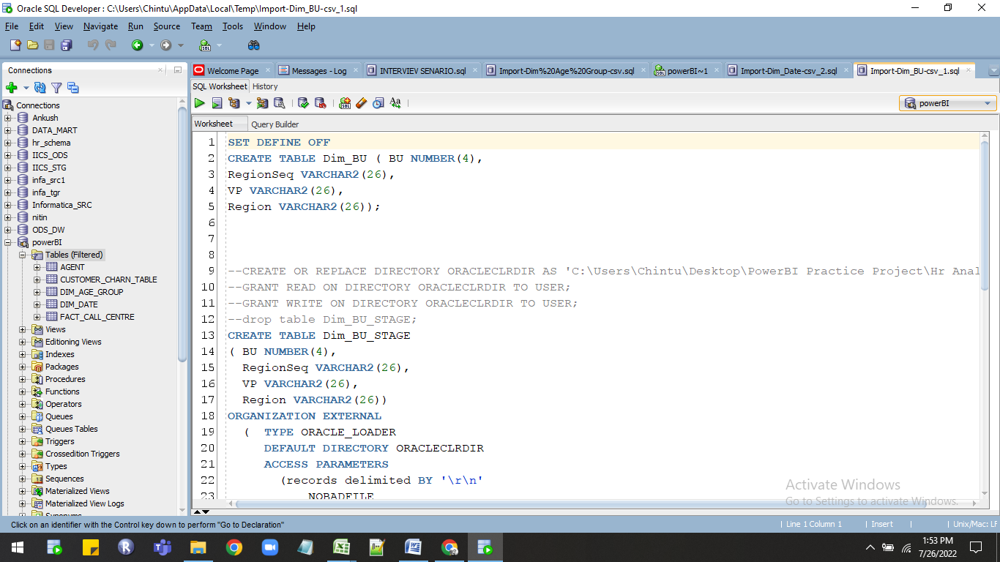 Oracle SQL Developer : C:\Users\Chintu\AppData\Local\Temp\Import-Dim_BU-csv_1.sql
File Edit View Navigate Run Source Team Tools Window Help
Connections
Connections
Ankush
DATA_MART
hr_schema
IICS_ODS
IICS_STG
infa_src1
infa_tgr
Informatica_SRC
nitin
ODS_DW
powerBI
Tables (Filtered)
AGENT
CUSTOMER_CHARN_TABLE
DIM_AGE_GROUP
DIM_DATE
FACT_CALL_CENTRE
Views
Editioning Views
Indexes
Packages
Procedures
Functions
Operators
Queues
Queues Tables
Triggers
Crossedition Triggers
Types
Sequences
Materialized Views
Materialized View Logs
Synonyms
Welcome Page Messages - Log INTERVIEV SENARIO.sql Import-Dim%20Age%20Group-csv.sql powerBI~1 Import-Dim_Date-csv_2.sql Import-Dim_BU-csv_1.sql
SQL Worksheet History
powerBI
Worksheet Query Builder
1 SET DEFINE OFF
2 CREATE TABLE Dim_BU ( BU NUMBER(4),
3 RegionSeq VARCHAR2(26),
4 VP VARCHAR2(26),
5 Region VARCHAR2(26));
6
7
8
9 --CREATE OR REPLACE DIRECTORY ORACLECLRDIR AS 'C:\Users\Chintu\Desktop\PowerBI Practice Project\Hr Anal
10 --GRANT READ ON DIRECTORY ORACLECLRDIR TO USER;
11 --GRANT WRITE ON DIRECTORY ORACLECLRDIR TO USER;
12 --drop table Dim_BU_STAGE;
13 CREATE TABLE Dim_BU_STAGE
14 ( BU NUMBER(4),
15 RegionSeq VARCHAR2(26),
16 VP VARCHAR2(26),
17 Region VARCHAR2(26))
18 ORGANIZATION EXTERNAL
19 ( TYPE ORACLE_LOADER
20 DEFAULT DIRECTORY ORACLECLRDIR
21 ACCESS PARAMETERS
22 (records delimited BY '\r\n'
23 NOBADFILE
Activate Windows
Go to Settings to activate Windows.
Click on an identifier with the Control key down to perform "Go to Declaration"
Line 1 Column 1 Insert Unix/Mac: LF
1:53 PM
7/26/2022